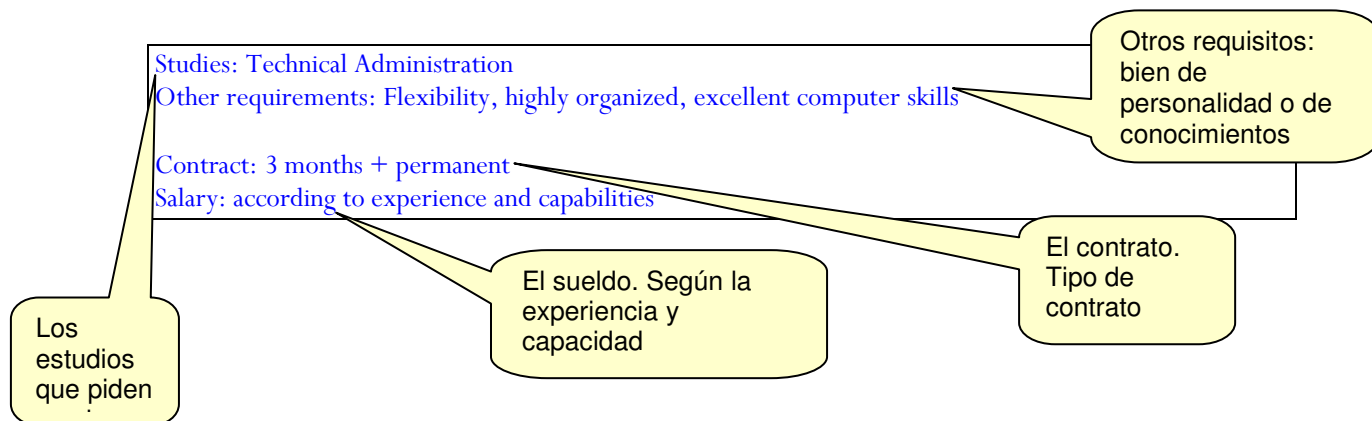 Studies: Technical Administration
Other requirements: Flexibility, highly organized, excellent computer skills
Contract: 3 months + permanent
Salary: according to experience and capabilities
Otros requisitos:
bien de
personalidad o de
conocimientos
El contrato.
Tipo de
contrato
El sueldo. Según la
experiencia y
capacidad
Los
estudios
que piden